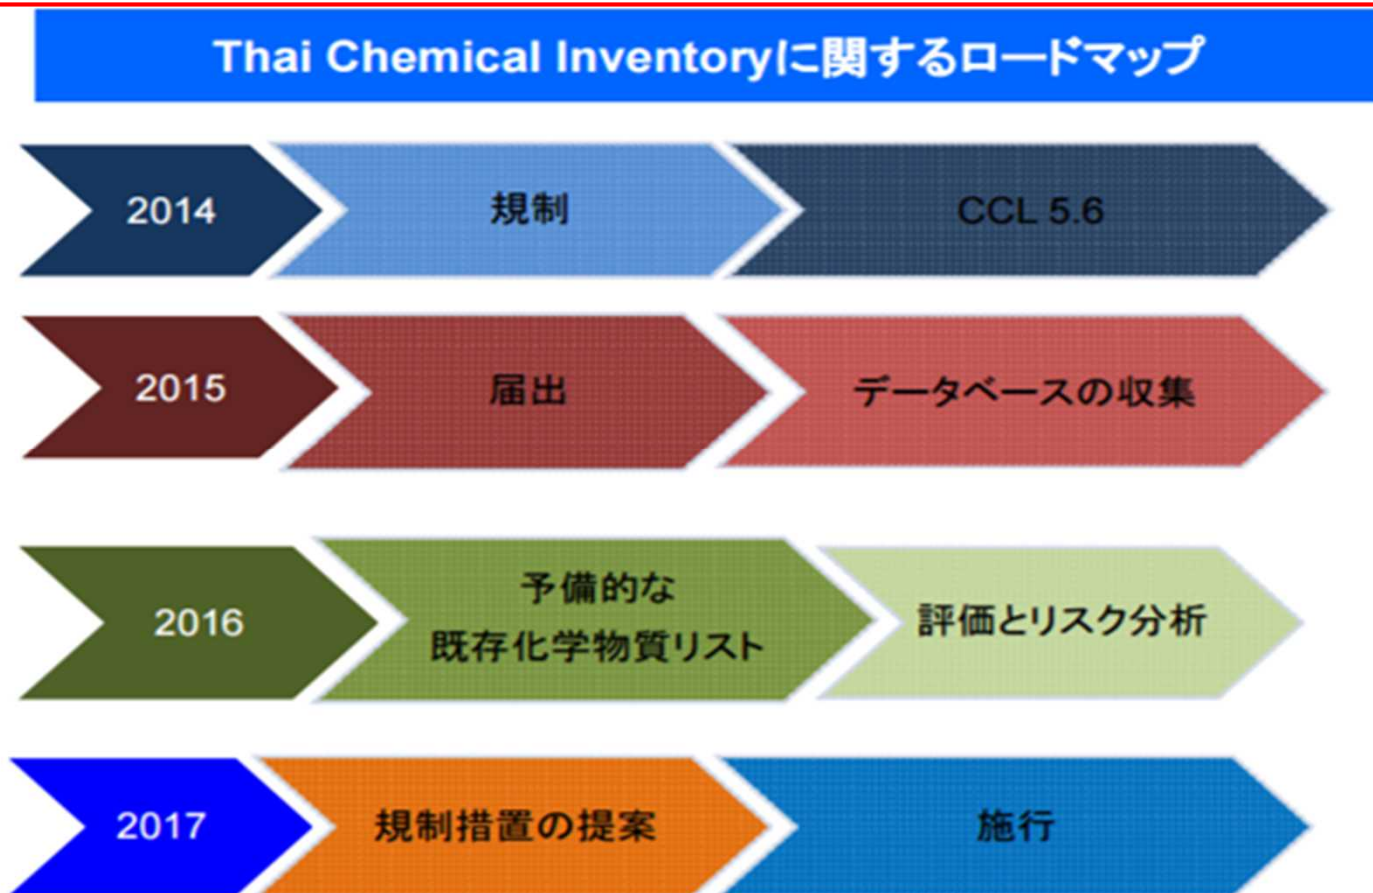 Thai Chemical Inventoryに関するロードマップ
2014
規制
CCL 5.6
2015
届出
データベースの収集
2016
予備的な
既存化学物質リスト
評価とリスク分析
2017
規制措置の提案
施行